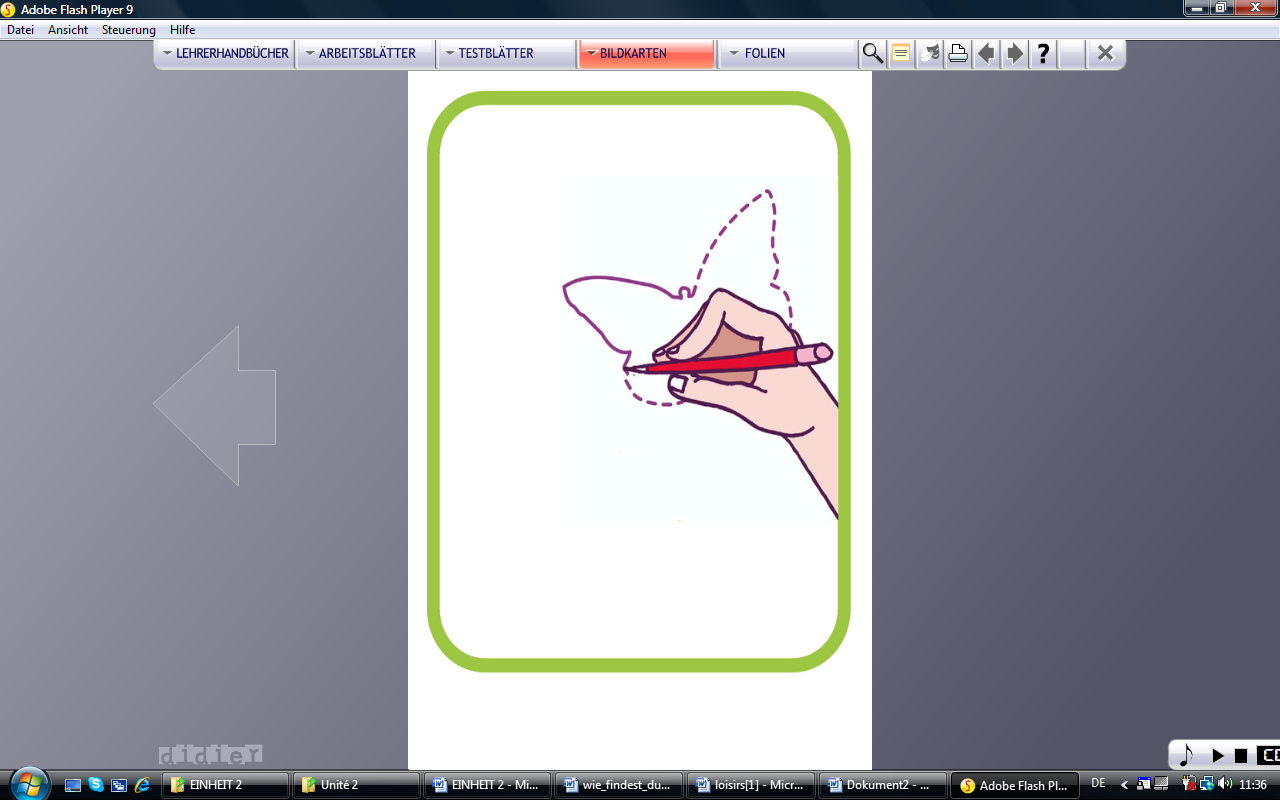 Adobe Flash Player 9
Datei Ansicht Steuerung Hilfe
LEHRERHANDBÜCHER ARBEITSBLÄTTER TESTBLÄTTER BILDKARTEN FOLIEN ?
didier
EINHEIT 2 Unité 2 EINHEIT 2 - Mi... wie_findest_du... loisirs[1] - Micr... Dokument2 - ... Adobe Flash Pl... DE 11:36